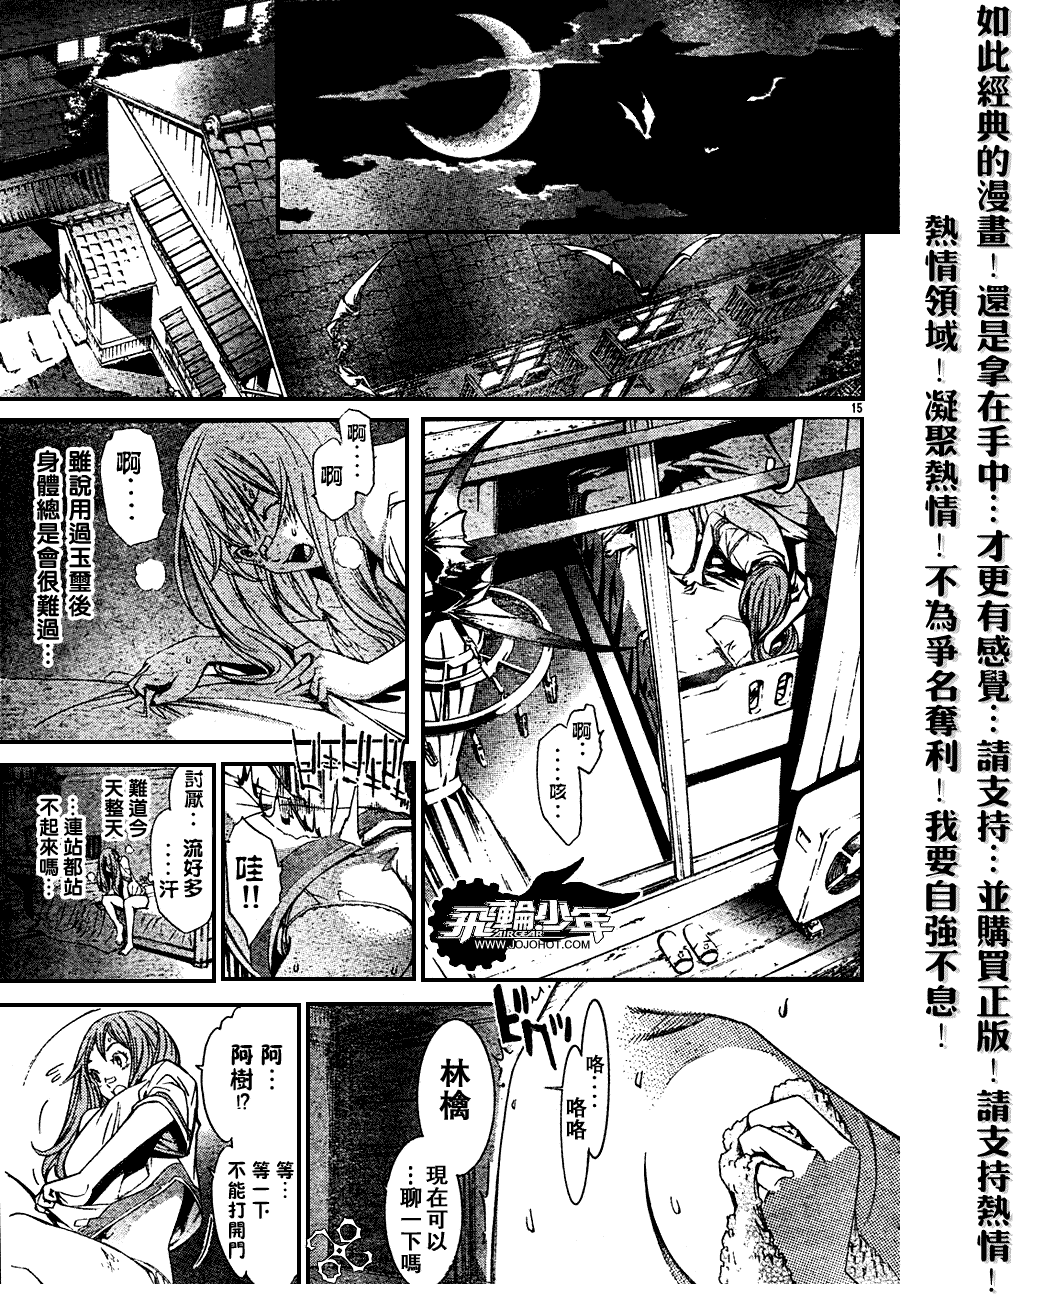 如此經典的漫畫！還是拿在手中…才更有感覺…請支持…並購買正版！請支持熱情！
熱情領域！凝聚熱情！不為爭名奪利！我要自強不息！
15
啊…
…咳…
啊……
啊
啊……
雖說用過玉璽後
身體總是會很難過…
哇!!
討厭…流好多
……汗
難道今
天整天
…連站都站
不起來嗎…
飛輪少年
AIRGEAR
WWW.JOJOHOT.COM
咯……
咯咯
ビクビク
林檎
現在可以
…聊一下嗎
阿…
阿樹!?
等…
等一下
不能打開門